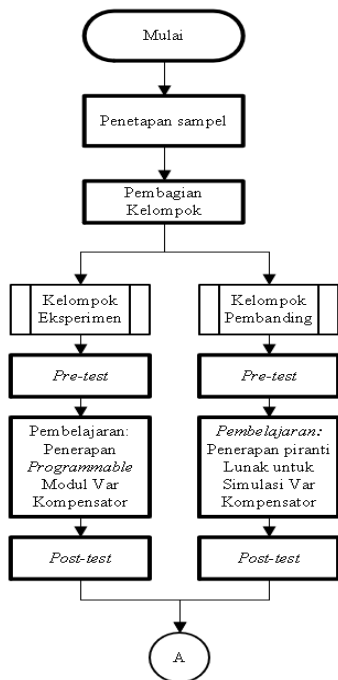 Mulai
Penetapan sampel
Pembagian
Kelompok
Kelompok
Eksperimen
Pre-test
Pembelajaran:
Penerapan
Programmable
Modul Var
Kompensator
Post-test
Kelompok
Pembanding
Pre-test
Pembelajaran:
Penerapan piranti
Lunak untuk
Simulasi Var
Kompensator
Post-test
A